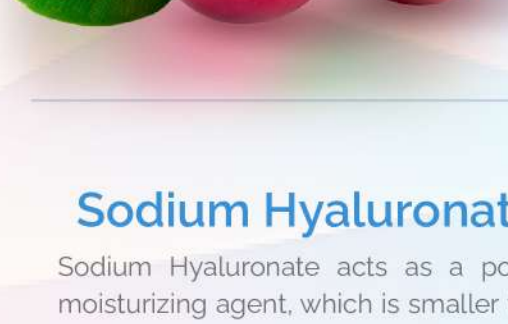 Sodium Hyaluronat
Sodium Hyaluronate acts as a po
moisturizing agent, which is smaller